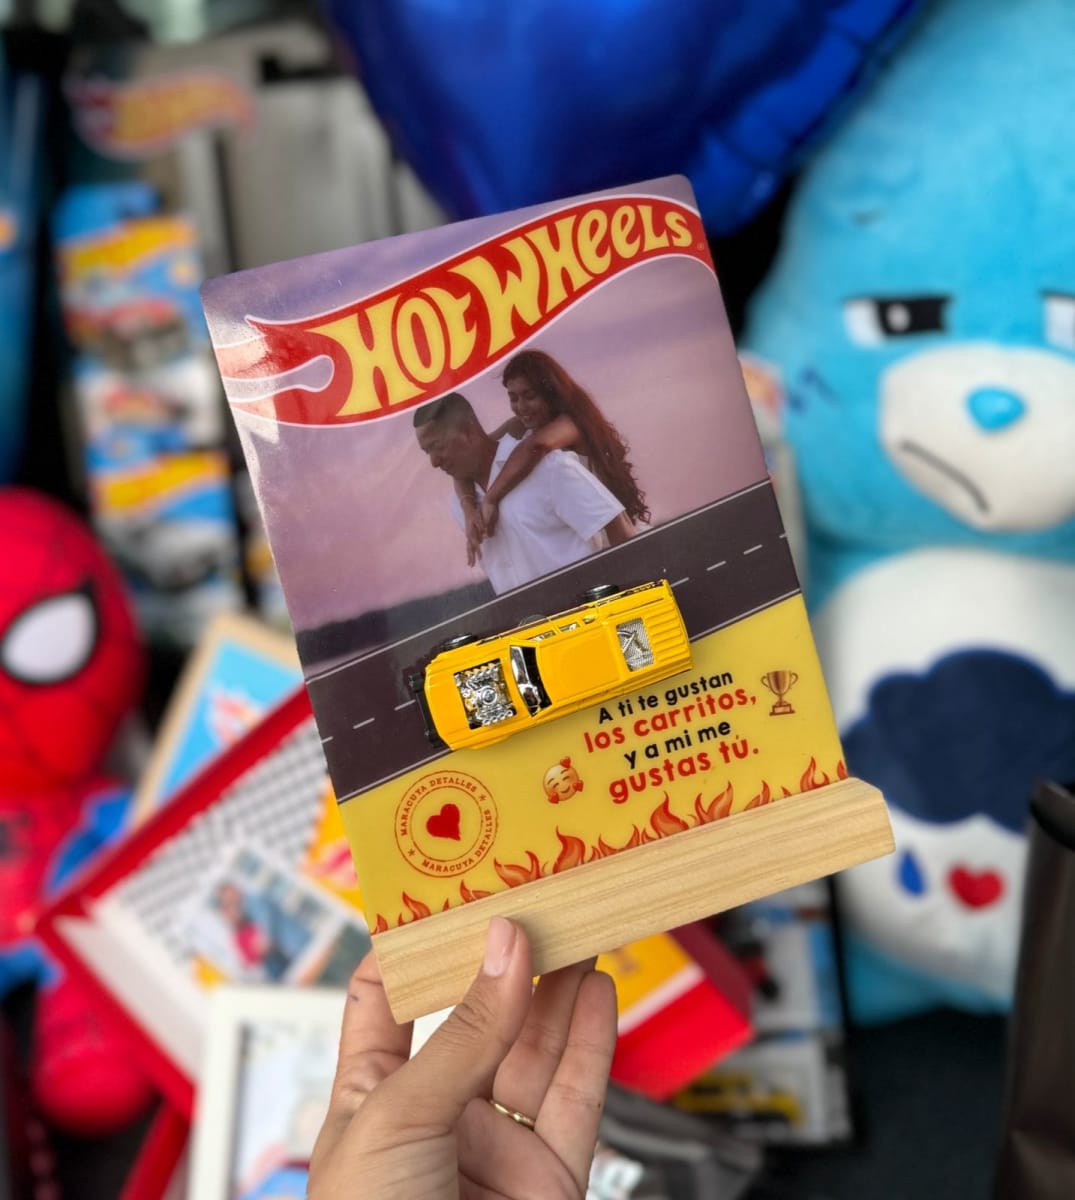 HOT WHEELS
A ti te gustan
los carritos,
y a mi me
gustas tú.
MARACUYA DETALLES
MARACUYA DETALLES